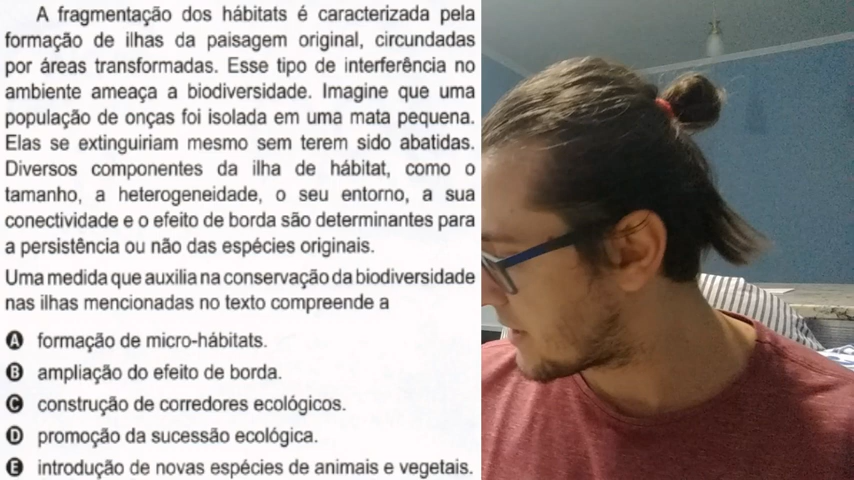 A fragmentação dos hábitats é caracterizada pela
formação de ilhas da paisagem original, circundadas
por áreas transformadas. Esse tipo de interferência no
ambiente ameaça a biodiversidade. Imagine que uma
população de onças foi isolada em uma mata pequena.
Elas se extinguiriam mesmo sem terem sido abatidas.
Diversos componentes da ilha de hábitat, como o
tamanho, a heterogeneidade, o seu entorno, a sua
conectividade e o efeito de borda são determinantes para
a persistência ou não das espécies originais.
Uma medida que auxilia na conservação da biodiversidade
nas ilhas mencionadas no texto compreende a
A formação de micro-hábitats.
B ampliação do efeito de borda.
C construção de corredores ecológicos.
D promoção da sucessão ecológica.
E introdução de novas espécies de animais e vegetais.